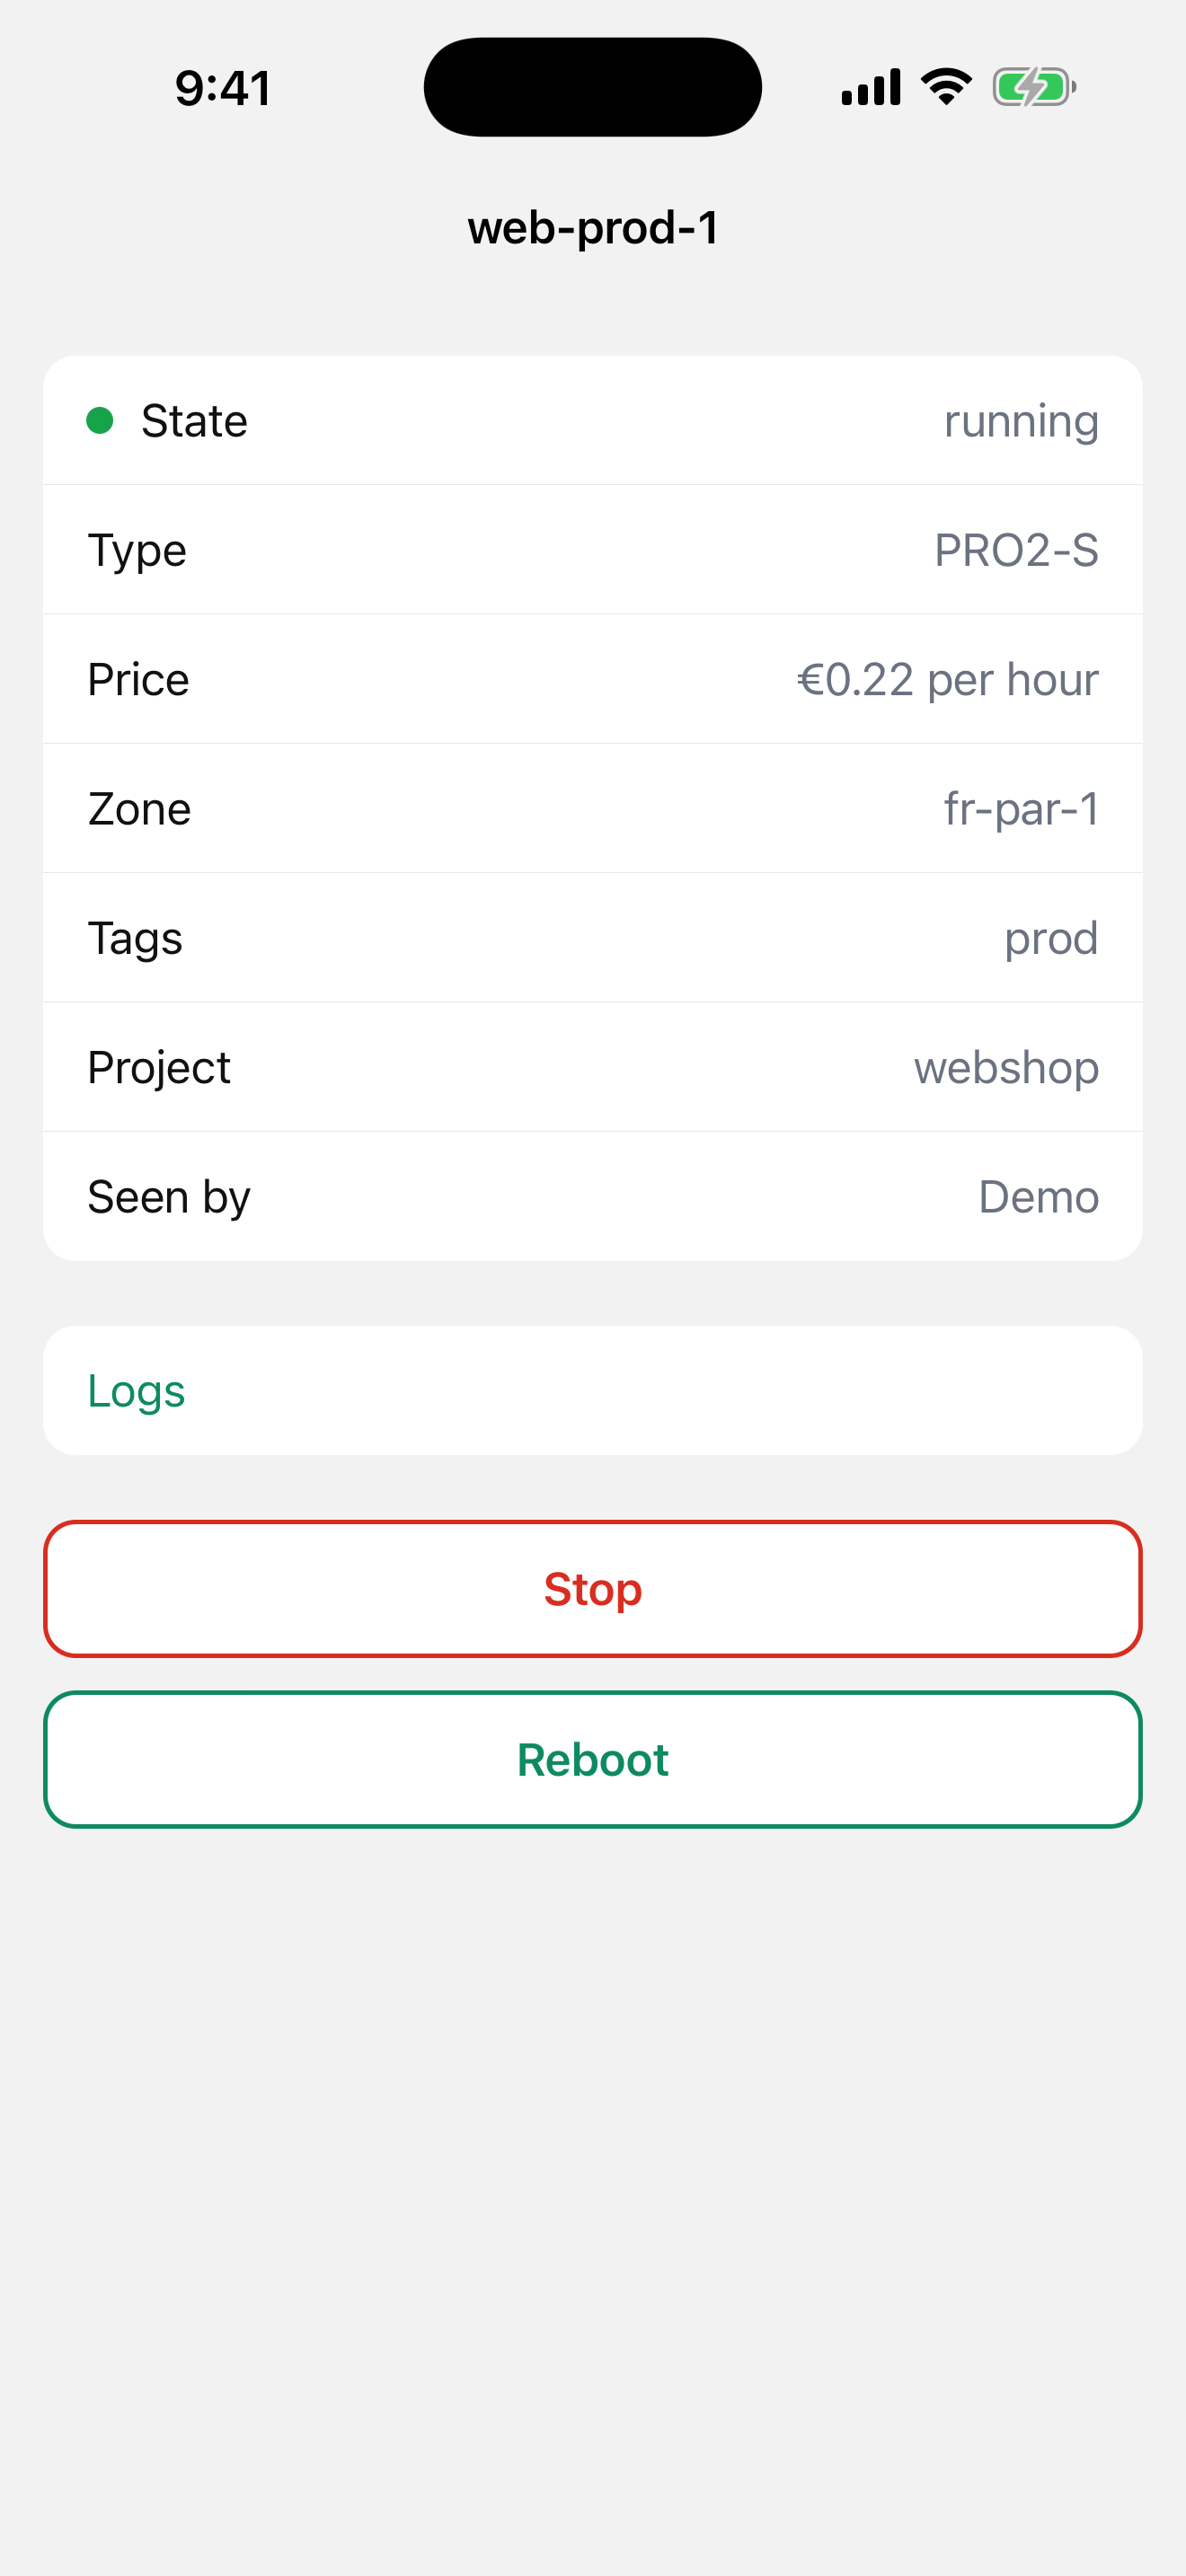 9:41
web-prod-1
State running
Type PRO2-S
Price €0.22 per hour
Zone fr-par-1
Tags prod
Project webshop
Seen by Demo
Logs
Stop
Reboot